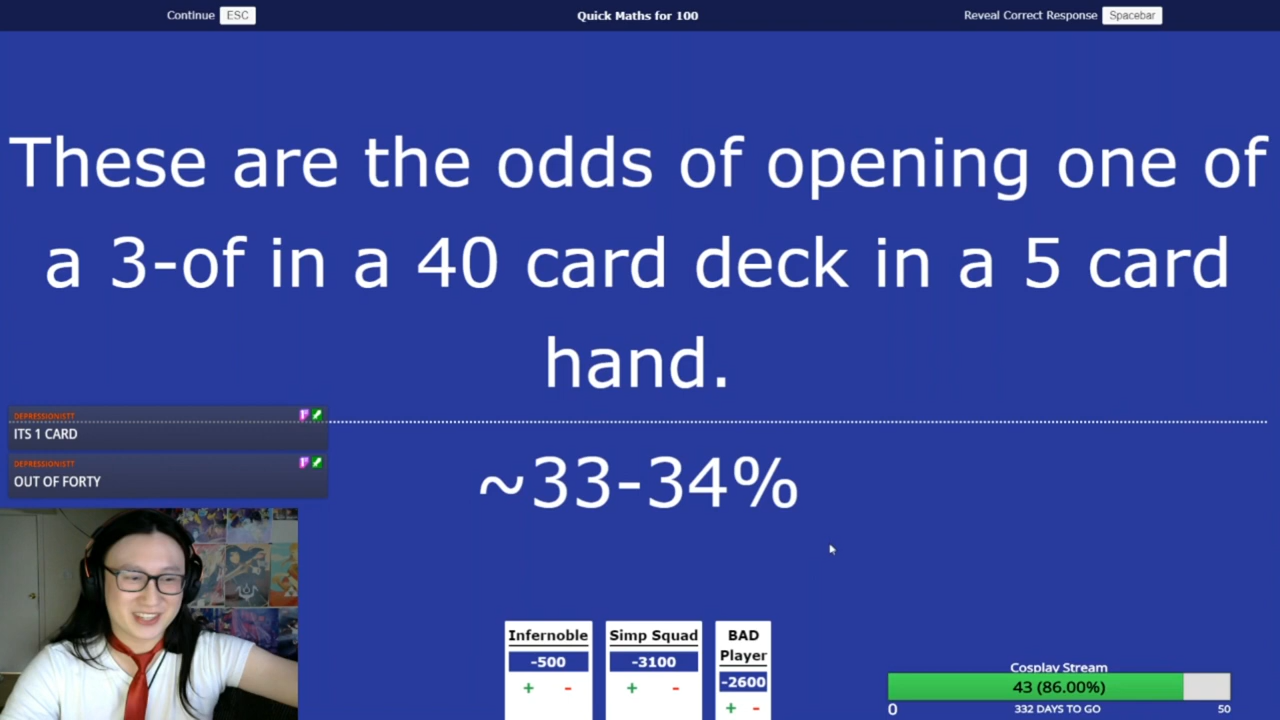 Continue ESC
Quick Maths for 100
Reveal Correct Response Spacebar
These are the odds of opening one of
a 3-of in a 40 card deck in a 5 card
hand.
DEPRESSIONISTT
ITS 1 CARD
DEPRESSIONISTT
OUT OF FORTY
~33-34%
Infernoble
-500
+ -
Simp Squad
-3100
+ -
BAD
Player
-2600
+ -
Cosplay Stream
43 (86.00%)
0 332 DAYS TO GO 50